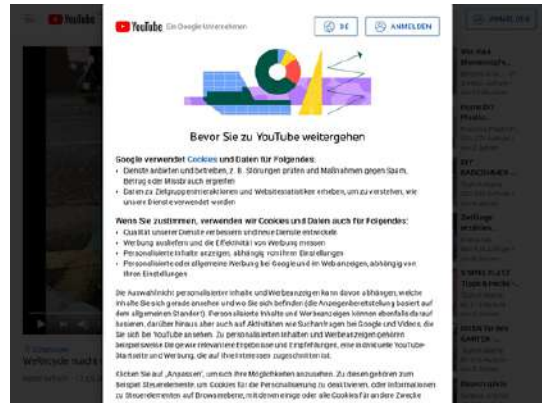 YouTube Ein Google-Unternehmen
DE
ANMELDEN
Bevor Sie zu YouTube weitergehen
Google verwendet Cookies und Daten für Folgendes:
• Dienste anbieten und betreiben, z. B. Störungen prüfen und Maßnahmen gegen Spam,
Betrug oder Missbrauch ergreifen
• Daten zu Zielgruppeninteraktionen und Websitestatistiken erheben, um zu verstehen, wie
unsere Dienste verwendet werden
Wenn Sie zustimmen, verwenden wir Cookies und Daten auch für Folgendes:
• Qualität unserer Dienste verbessern und neue Dienste entwickeln
• Werbung ausliefern und die Effektivität von Werbung messen
• Personalisierte Inhalte anzeigen, abhängig von Ihren Einstellungen
• Personalisierte oder allgemeine Werbung bei Google und im Web anzeigen, abhängig von
Ihren Einstellungen
Die Auswahl nicht personalisierter Inhalte und Werbeanzeigen kann davon abhängen, welche
Inhalte Sie sich gerade ansehen und wo Sie sich befinden (die Anzeigenbereitstellung basiert auf
dem allgemeinen Standort). Personalisierte Inhalte und Werbeanzeigen können ebenfalls darauf
basieren, darüber hinaus aber auch auf Aktivitäten wie Suchanfragen bei Google und Videos, die
Sie sich bei YouTube ansehen. Zu personalisierten Inhalten und Werbeanzeigen gehören
beispielsweise Dinge wie relevantere Ergebnisse und Empfehlungen, eine individuelle YouTube-
Startseite und Werbung, die auf Ihre Interessen zugeschnitten ist.
Klicken Sie auf „Anpassen“, um sich Ihre Möglichkeiten anzusehen. Zu diesen gehören zum
Beispiel Steuerelemente, um Cookies für die Personalisierung zu deaktivieren, oder Informationen
zu Steuerelementen auf Browserebene, mit denen einige oder alle Cookies für andere Zwecke